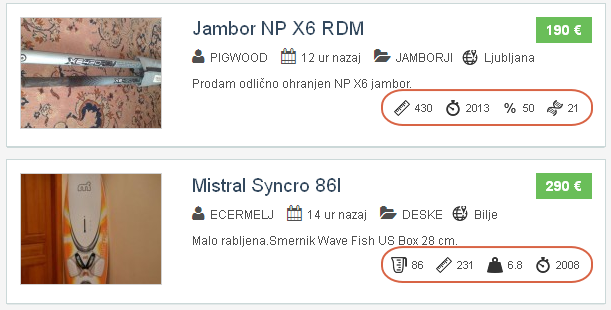 Jambor NP X6 RDM
190 €
PIGWOOD 12 ur nazaj JAMBORJI Ljubljana
Prodam odlično ohranjen NP X6 jambor.
430 2013 % 50 21
Mistral Syncro 86l
290 €
ECERMELJ 14 ur nazaj DESKE Bilje
Malo rabljena.Smernik Wave Fish US Box 28 cm.
86 231 6.8 2008